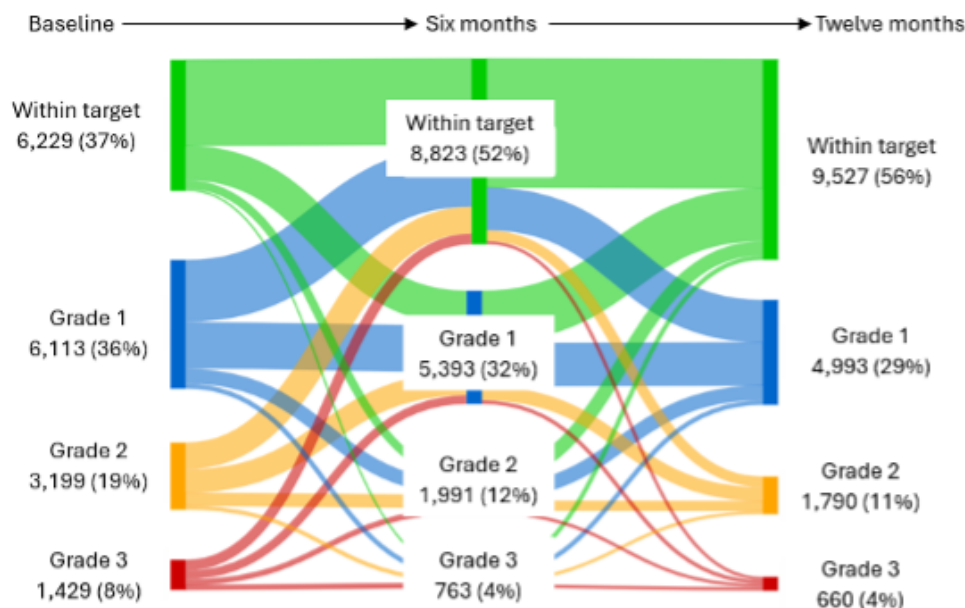 Baseline
Six months
Twelve months
Within target
6,229 (37%)
Grade 1
6,113 (36%)
Grade 2
3,199 (19%)
Grade 3
1,429 (8%)
Within target
8,823 (52%)
Grade 1
5,393 (32%)
Grade 2
1,991 (12%)
Grade 3
763 (4%)
Within target
9,527 (56%)
Grade 1
4,993 (29%)
Grade 2
1,790 (11%)
Grade 3
660 (4%)